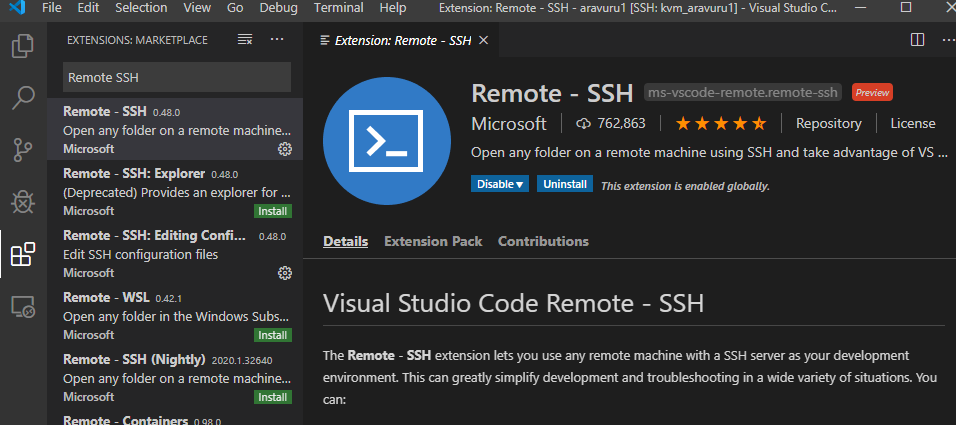 File Edit Selection View Go Debug Terminal Help Extension: Remote - SSH - aravuru1 [SSH: kvm_aravuru1] - Visual Studio C...
EXTENSIONS: MARKETPLACE
Remote SSH
Remote - SSH 0.48.0
Open any folder on a remote machine...
Microsoft
Remote - SSH: Explorer 0.48.0
(Deprecated) Provides an explorer for ...
Microsoft Install
Remote - SSH: Editing Confi... 0.48.0
Edit SSH configuration files
Microsoft
Remote - WSL 0.42.1
Open any folder in the Windows Subs...
Microsoft Install
Remote - SSH (Nightly) 2020.1.32640
Open any folder on a remote machine...
Microsoft Install
Remote - Containers 0.98.0
Extension: Remote - SSH
Remote - SSH ms-vscode-remote.remote-ssh Preview
Microsoft 762,863 Repository License
Open any folder on a remote machine using SSH and take advantage of VS ...
Disable Uninstall This extension is enabled globally.
Details Extension Pack Contributions
Visual Studio Code Remote - SSH
The Remote - SSH extension lets you use any remote machine with a SSH server as your development
environment. This can greatly simplify development and troubleshooting in a wide variety of situations. You
can: